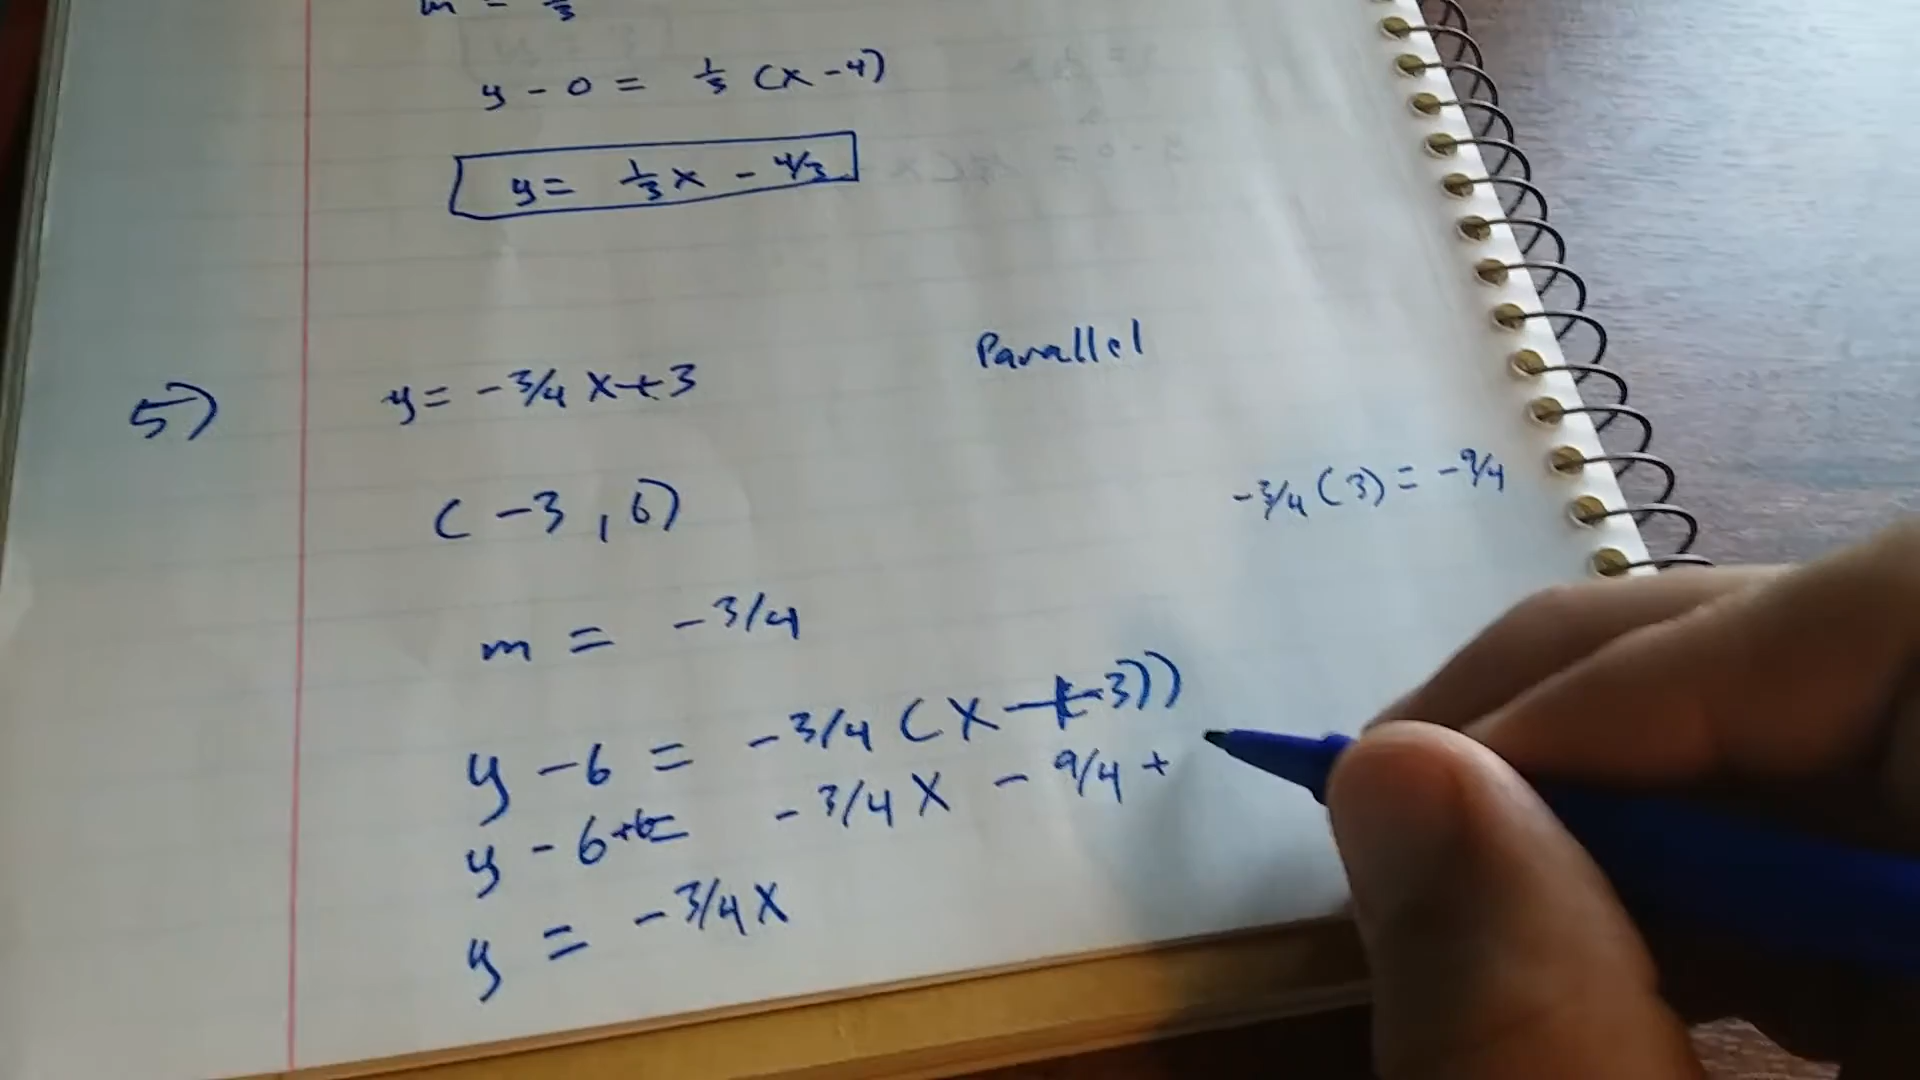 m = 1/3
y - 0 = 1/3 (x - 4)
y = 1/3 x - 4/3
5) y = -3/4 x + 3 Parallel
(-3, 6) -3/4 (3) = -9/4
m = -3/4
y - 6 = -3/4 (x - (-3))
y - 6 + 6 = -3/4 x - 9/4 +
y = -3/4 x